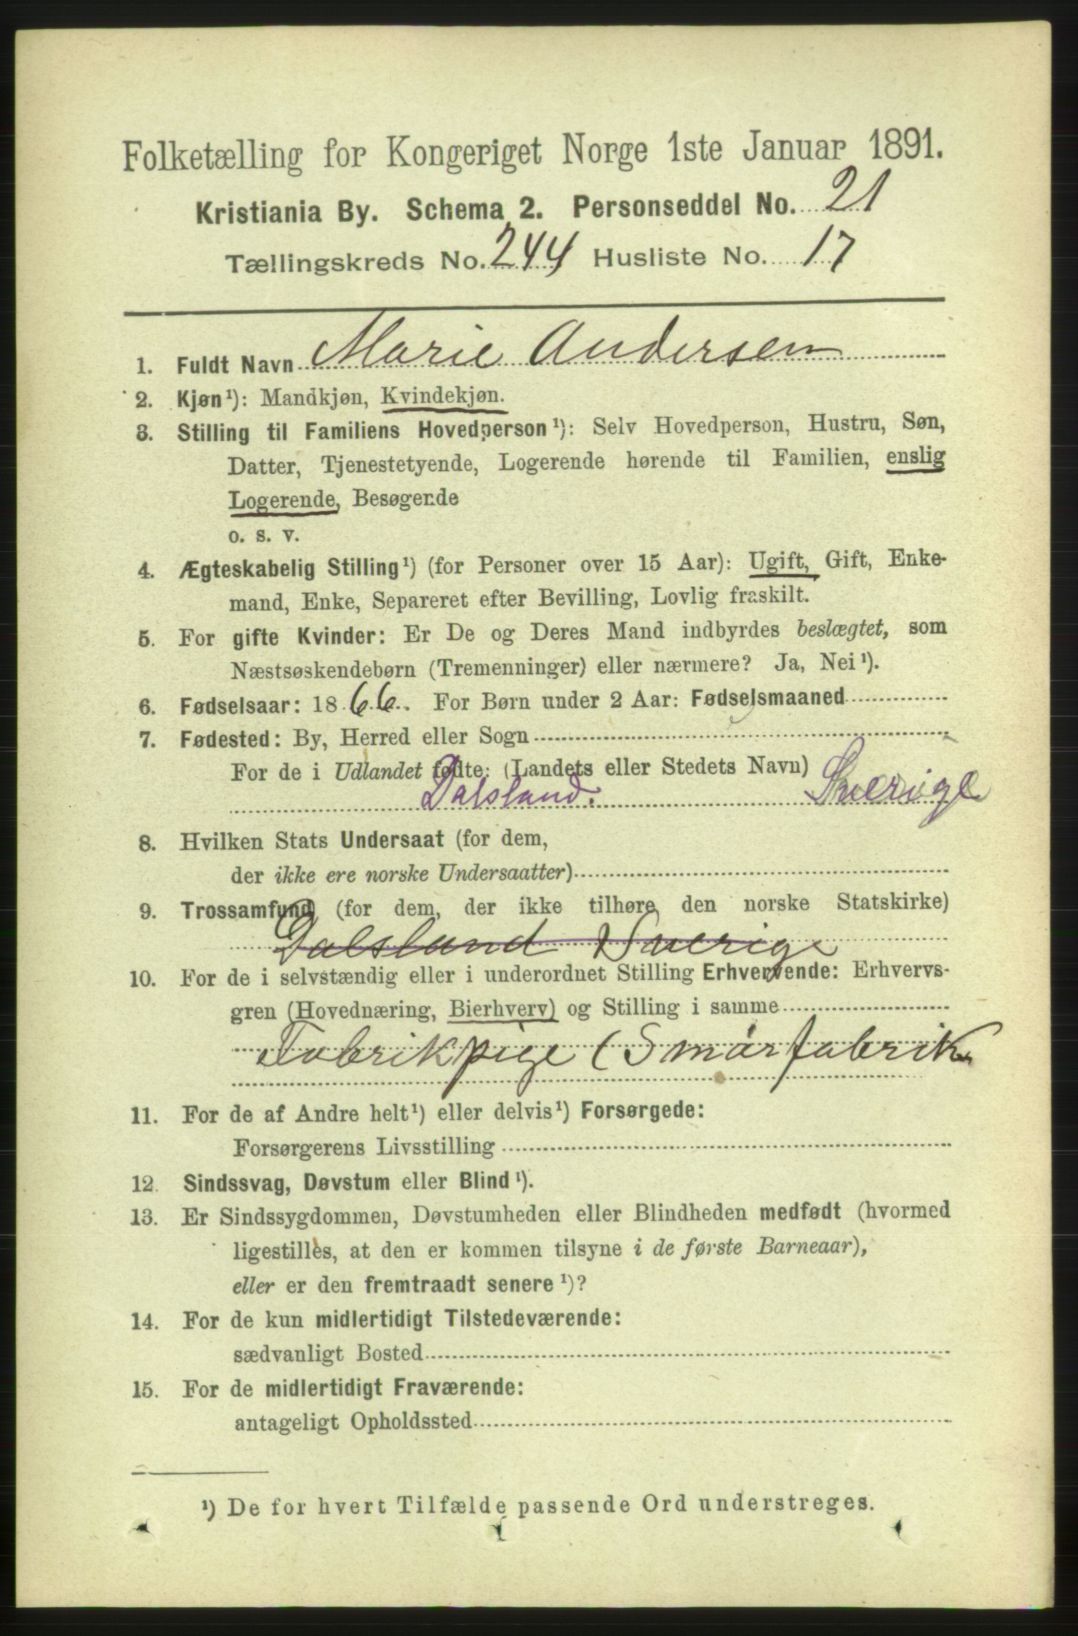 Folketælling for Kongeriget Norge 1ste Januar 1891.
Kristiania By. Schema 2. Personseddel No. 21
Tællingskreds No. 244 Husliste No. 17
1. Fuldt Navn Marie Andersen
2. Kjøn¹): Mandkjøn, Kvindekjøn.
3. Stilling til Familiens Hovedperson¹): Selv Hovedperson, Hustru, Søn,
Datter, Tjenestetyende, Logerende hørende til Familien, enslig
Logerende, Besøgende
o. s. v.
4. Ægteskabelig Stilling¹) (for Personer over 15 Aar): Ugift, Gift, Enke-
mand, Enke, Separeret efter Bevilling, Lovlig fraskilt.
5. For gifte Kvinder: Er De og Deres Mand indbyrdes beslægtet, som
Næstsøskendebørn (Tremenninger) eller nærmere? Ja, Nei¹).
6. Fødselsaar: 1866. For Børn under 2 Aar: Fødselsmaaned
7. Fødested: By, Herred eller Sogn
For de i Udlandet fødte: (Landets eller Stedets Navn)
Dalsland. Sverige
8. Hvilken Stats Undersaat (for dem,
der ikke ere norske Undersaatter)
9. Trossamfund (for dem, der ikke tilhøre den norske Statskirke)
Dalsland Sverige
10. For de i selvstændig eller i underordnet Stilling Erhvervende: Erhvervs-
gren (Hovednæring, Bierhverv) og Stilling i samme
Fabrikpige (Smørfabrik
11. For de af Andre helt¹) eller delvis¹) Forsørgede:
Forsørgerens Livsstilling
12. Sindssvag, Døvstum eller Blind¹).
13. Er Sindssygdommen, Døvstumheden eller Blindheden medfødt (hvormed
ligestilles, at den er kommen tilsyne i de første Barneaar),
eller er den fremtraadt senere¹)?
14. For de kun midlertidigt Tilstedeværende:
sædvanligt Bosted
15. For de midlertidigt Fraværende:
antageligt Opholdssted
¹) De for hvert Tilfælde passende Ord understreges.